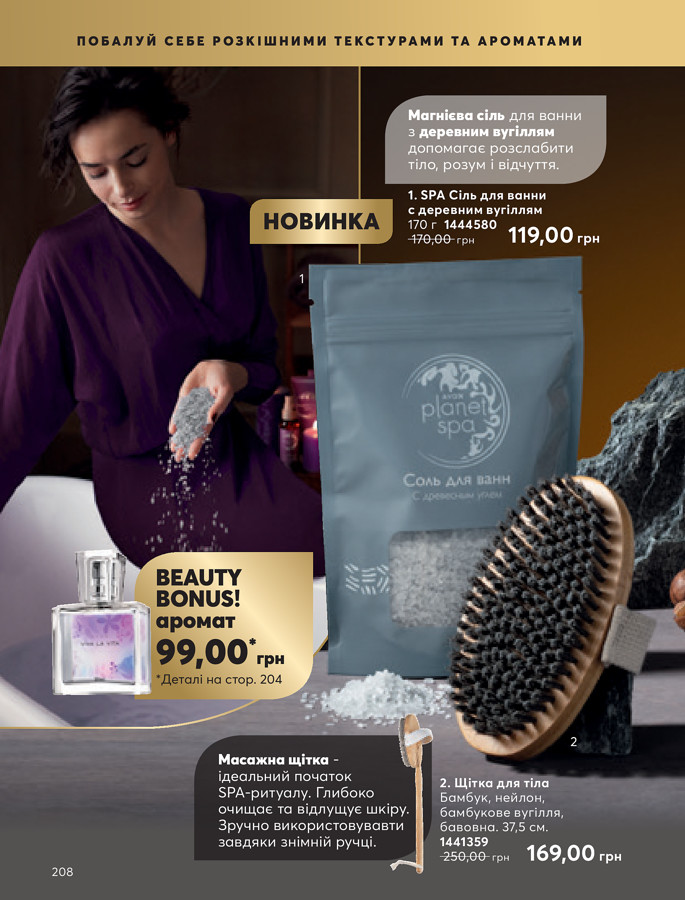 ПОБАЛУЙ СЕБЕ РОЗКІШНИМИ ТЕКСТУРАМИ ТА АРОМАТАМИ
Магнієва сіль для ванни
з деревним вугіллям
допомагає розслабити
тіло, розум і відчуття.
1. SPA Сіль для ванни
с деревним вугіллям
170 г 1444580
170,00 грн 119,00 грн
НОВИНКА
1
AVON
planet
spa
Соль для ванн
С древесным углем
BEAUTY
BONUS!
аромат
99,00* грн
*Деталі на стор. 204
VIVA LA VITA
2
Масажна щітка -
ідеальний початок
SPA-ритуалу. Глибоко
очищає та відлущує шкіру.
Зручно використовувати
завдяки знімній ручці.
2. Щітка для тіла
Бамбук, нейлон,
бамбукове вугілля,
бавовна. 37,5 см.
1441359
250,00 грн 169,00 грн
208